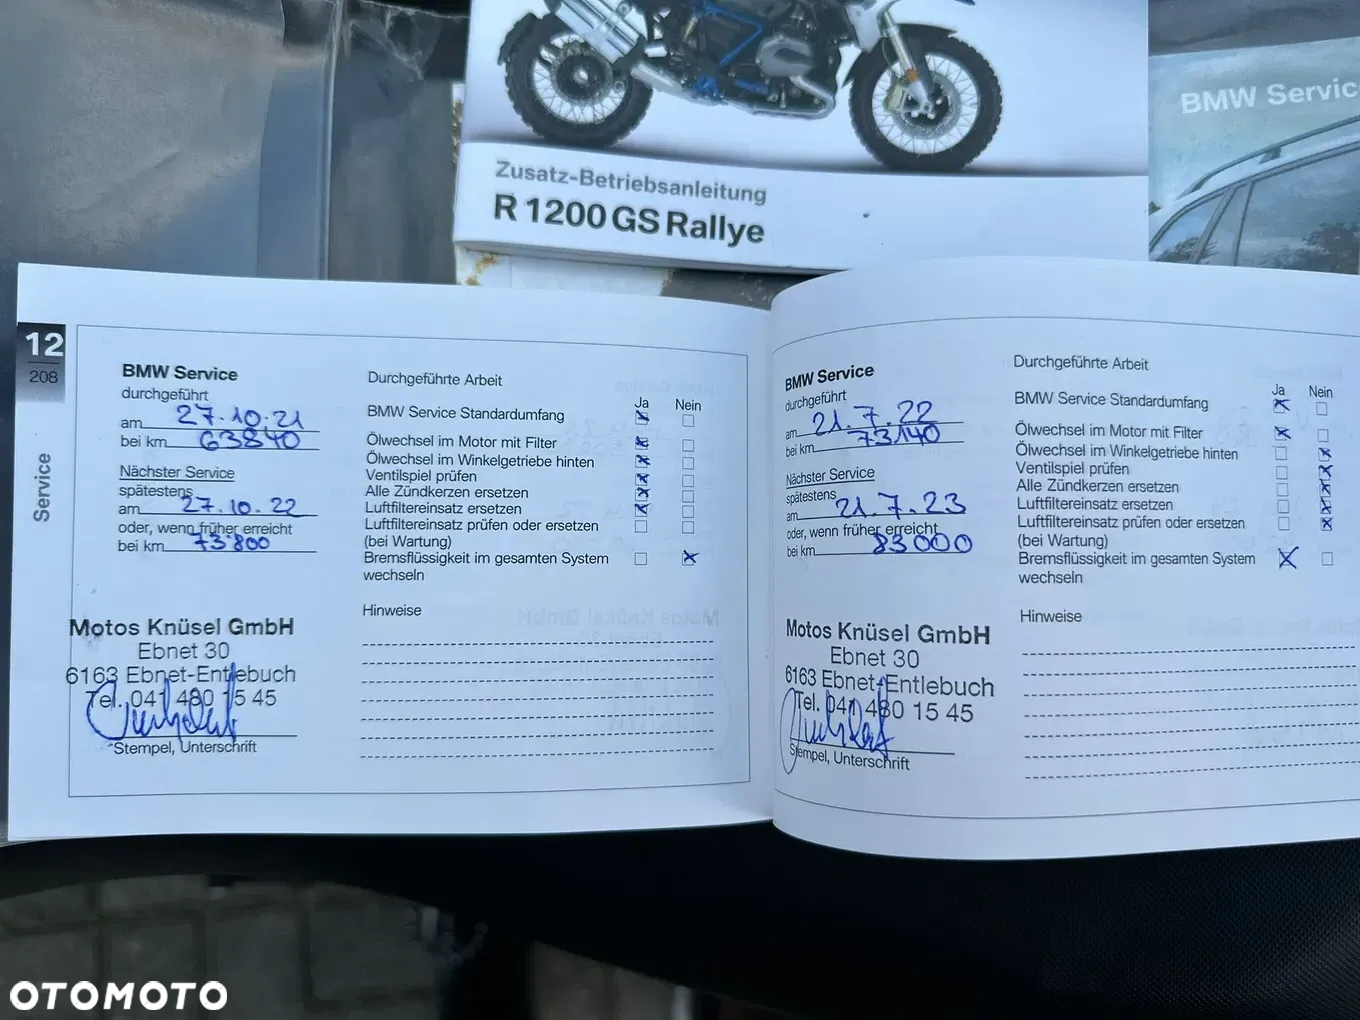 BMW Service
Zusatz-Betriebsanleitung
R 1200 GS Rallye
12
208
Service
BMW Service
durchgeführt
am 27.10.21
bei km 63840
Nächster Service
spätestens
am 27.10.22
oder, wenn früher erreicht
bei km 73'800
Motos Knüsel GmbH
Ebnet 30
6163 Ebnet-Entlebuch
Tel. 041 480 15 45
Stempel, Unterschrift
Durchgeführte Arbeit
Ja Nein
BMW Service Standardumfang
Ölwechsel im Motor mit Filter
Ölwechsel im Winkelgetriebe hinten
Ventilspiel prüfen
Alle Zündkerzen ersetzen
Luftfiltereinsatz ersetzen
Luftfiltereinsatz prüfen oder ersetzen
(bei Wartung)
Bremsflüssigkeit im gesamten System
wechseln
Hinweise
BMW Service
durchgeführt
am 21.7.22
bei km 73'140
Nächster Service
spätestens
am 21.7.23
oder, wenn früher erreicht
bei km 83000
Motos Knüsel GmbH
Ebnet 30
6163 Ebnet-Entlebuch
Tel. 041 480 15 45
Stempel, Unterschrift
Durchgeführte Arbeit
Ja Nein
BMW Service Standardumfang
Ölwechsel im Motor mit Filter
Ölwechsel im Winkelgetriebe hinten
Ventilspiel prüfen
Alle Zündkerzen ersetzen
Luftfiltereinsatz ersetzen
Luftfiltereinsatz prüfen oder ersetzen
(bei Wartung)
Bremsflüssigkeit im gesamten System
wechseln
Hinweise
OTOMOTO